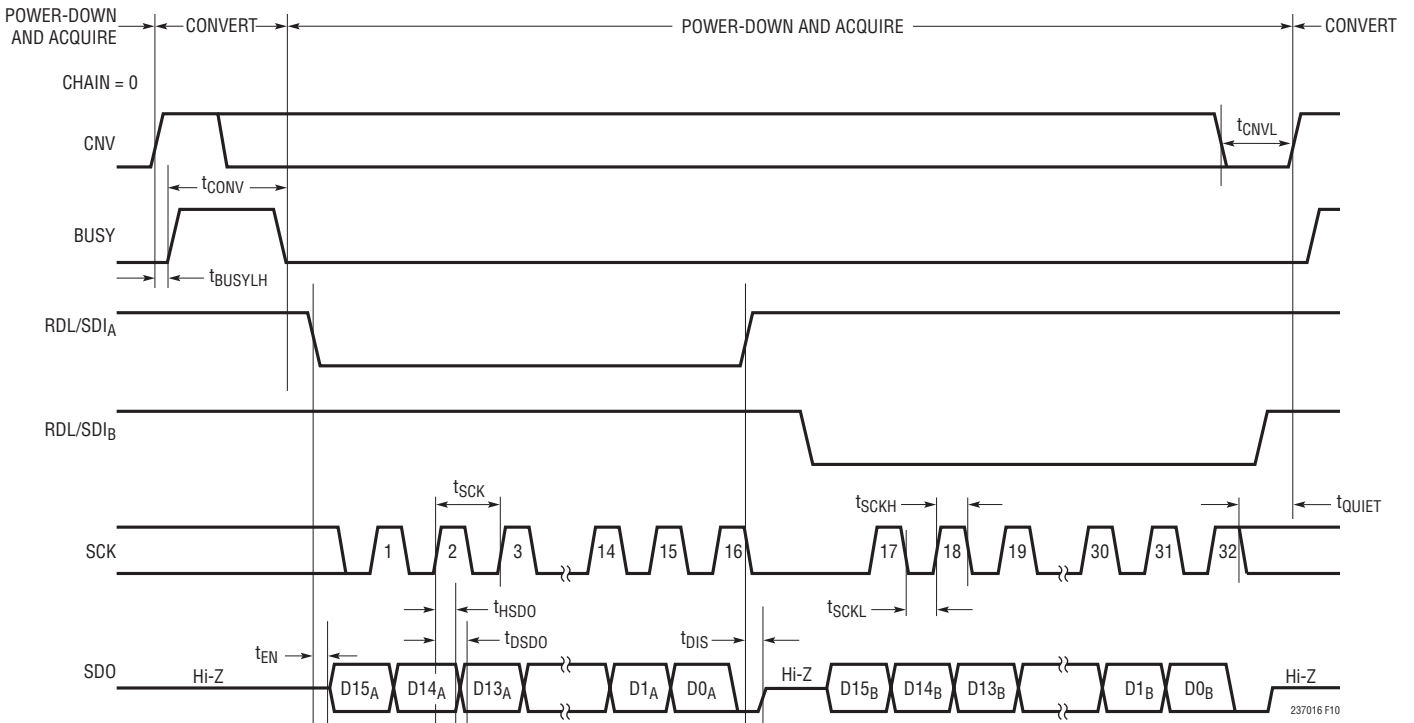 POWER-DOWN
AND ACQUIRE
CONVERT
POWER-DOWN AND ACQUIRE
CONVERT
CHAIN = 0
CNV
tCNVL
tCONV
BUSY
tBUSYLH
RDL/SDIA
RDL/SDIB
tSCK
tSCKH
tQUIET
SCK
1 2 3 14 15 16 17 18 19 30 31 32
tHSDO
tSCKL
tDSDO
tEN
tDIS
SDO
Hi-Z D15A D14A D13A D1A D0A Hi-Z D15B D14B D13B D1B D0B Hi-Z
237016 F10